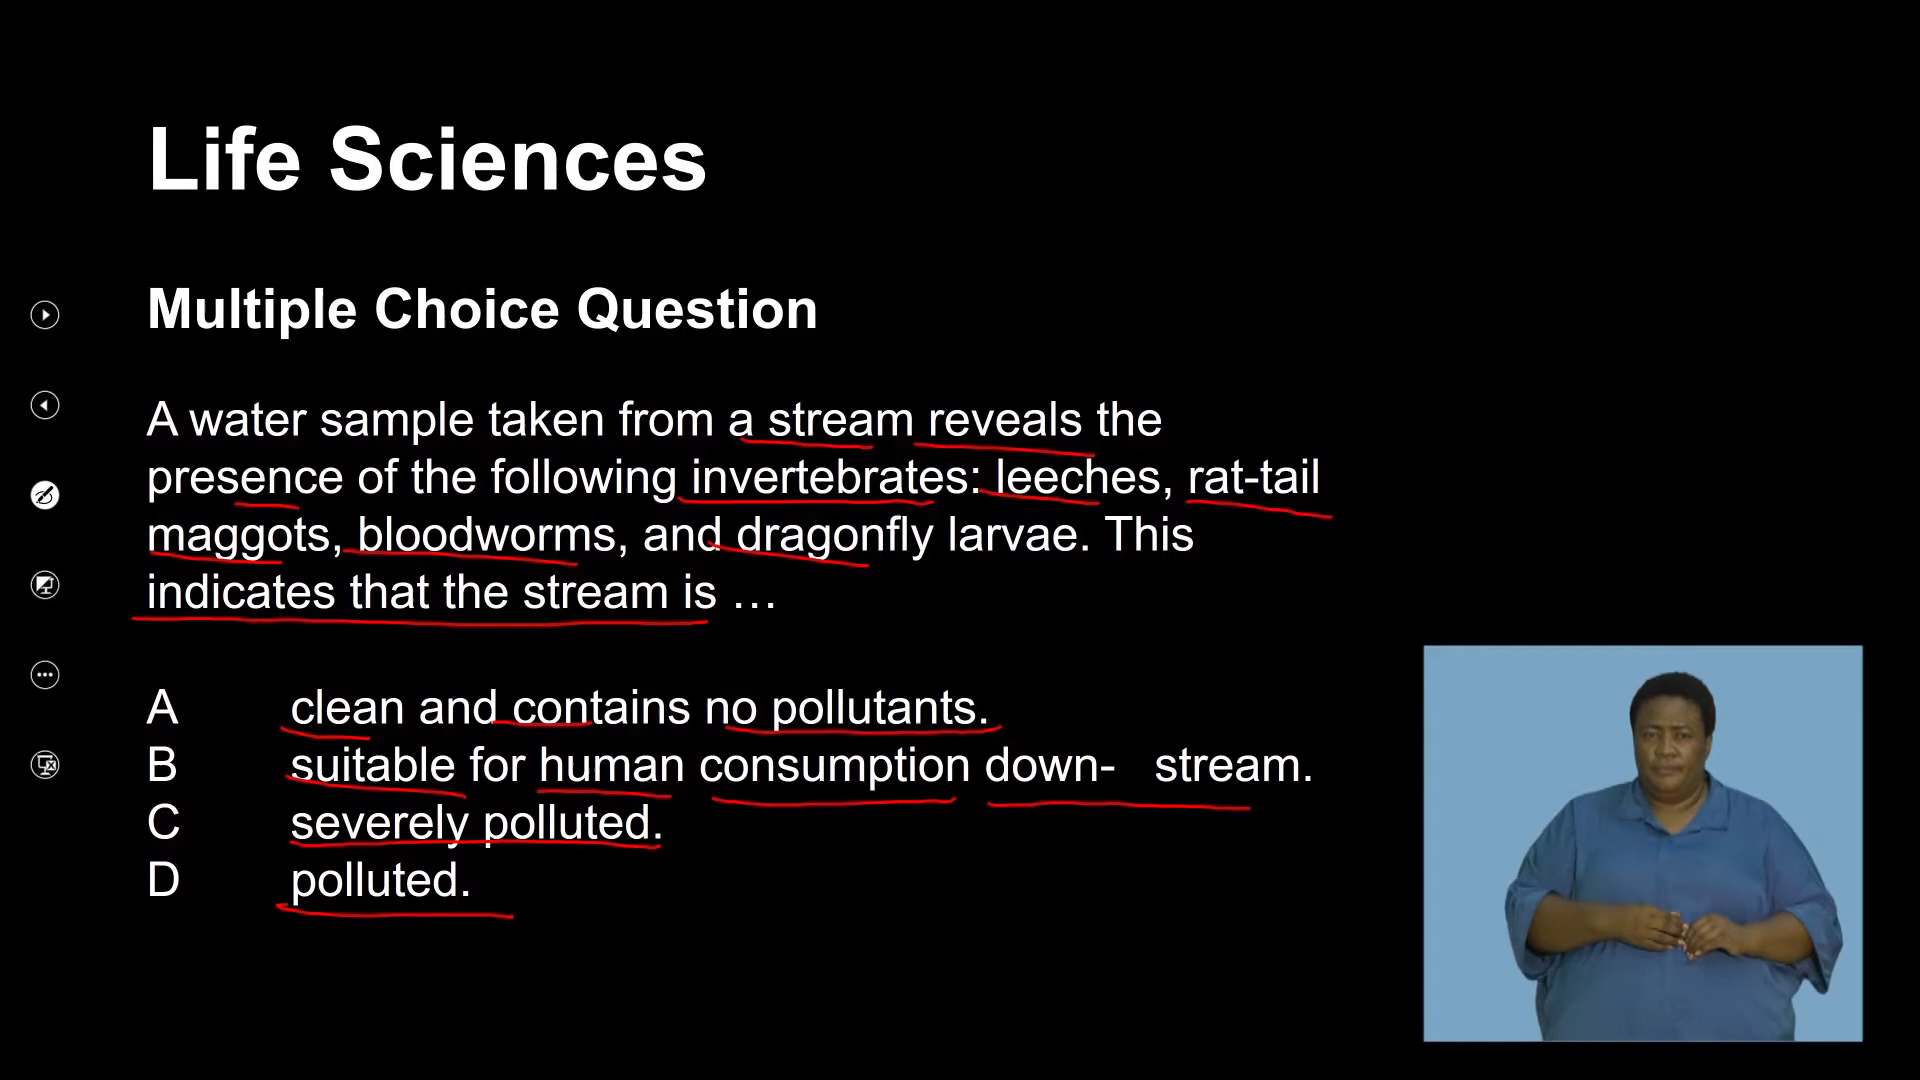 Life Sciences
Multiple Choice Question
A water sample taken from a stream reveals the
presence of the following invertebrates: leeches, rat-tail
maggots, bloodworms, and dragonfly larvae. This
indicates that the stream is …
A clean and contains no pollutants.
B suitable for human consumption down- stream.
C severely polluted.
D polluted.